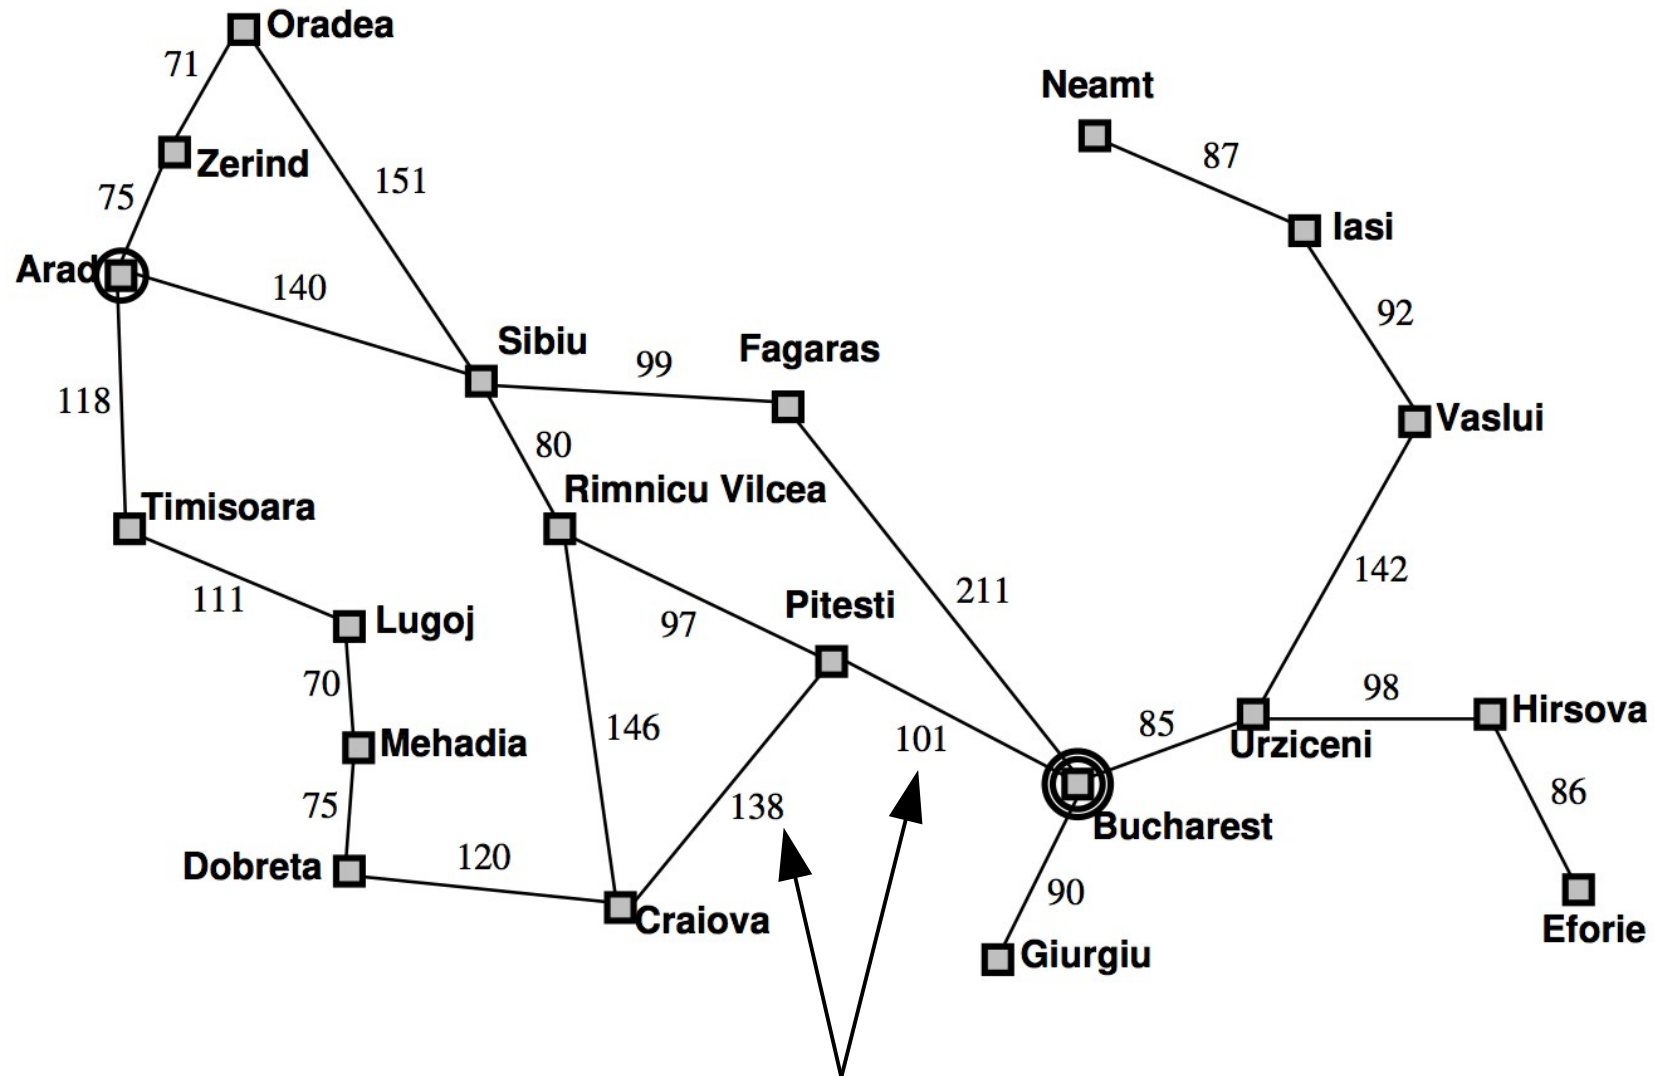 Oradea
71
Neamt
87
Zerind
151
75
Iasi
Arad
140
92
Sibiu
Fagaras
99
118
Vaslui
80
Rimnicu Vilcea
Timisoara
142
211
111
Pitesti
Lugoj
97
70
98
Hirsova
85
146
101
Mehadia
Urziceni
86
75
138
Bucharest
120
Dobreta
90
Craiova
Eforie
Giurgiu